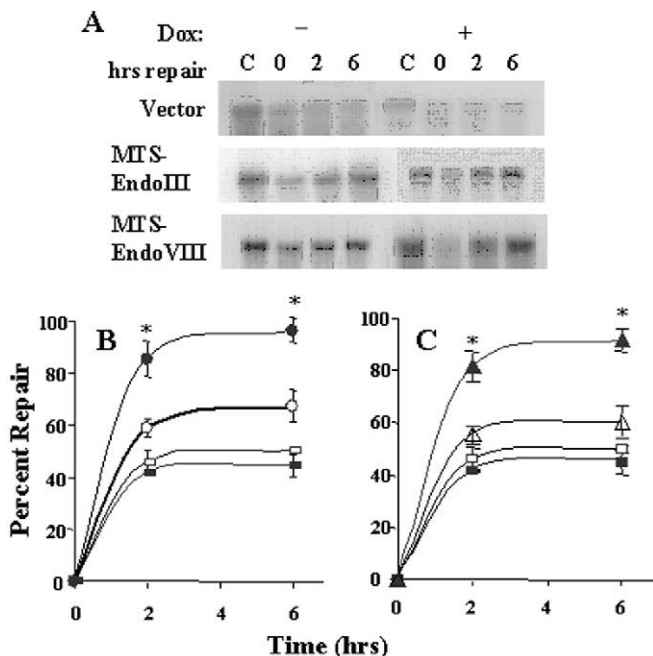 A
Dox: – +
hrs repair C 0 2 6 C 0 2 6
Vector
MTS-
EndoIII
MTS-
EndoVIII
B C
* * * *
Percent Repair
100
80
60
40
20
0
0 2 4 6
100
80
60
40
20
0
0 2 4 6
Time (hrs)